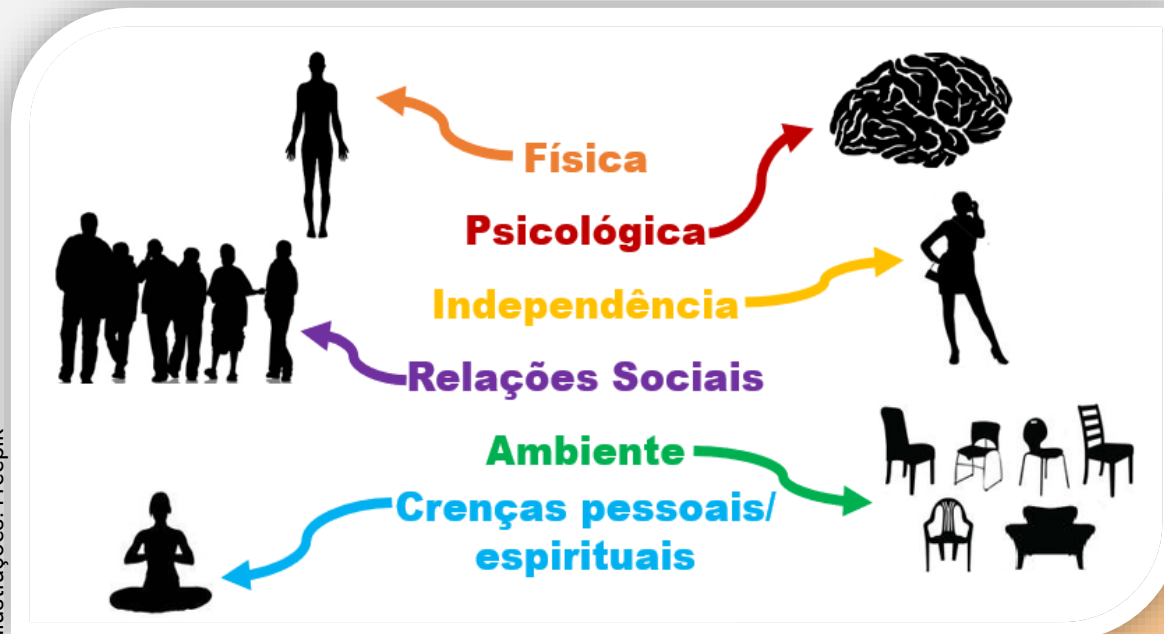 Física
Psicológica
Independência
Relações Sociais
Ambiente
Crenças pessoais/
espirituais